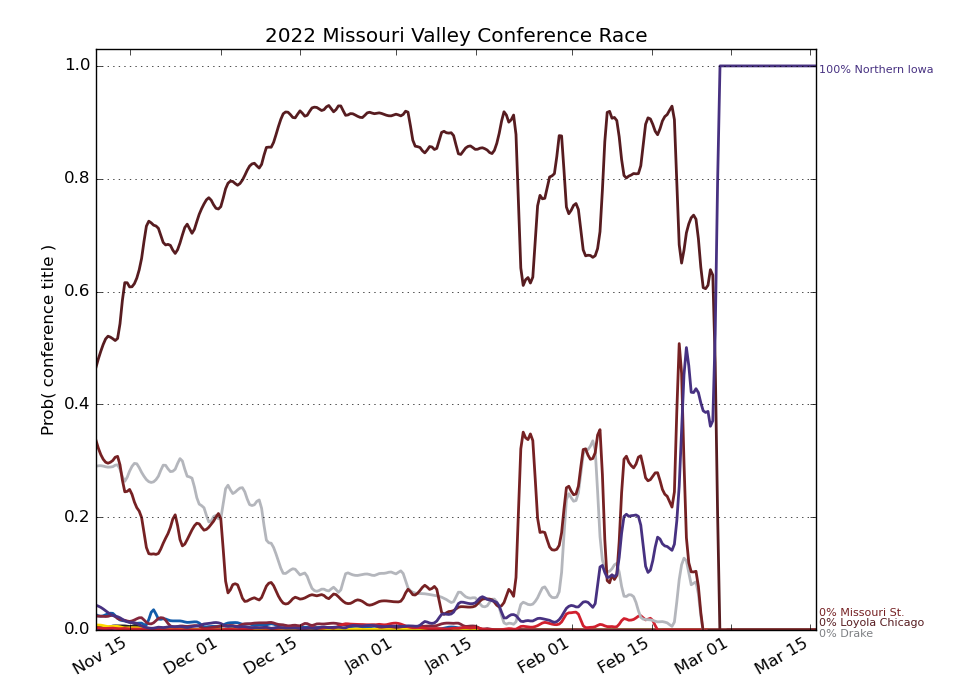 2022 Missouri Valley Conference Race
Prob( conference title )
1.0
0.8
0.6
0.4
0.2
0.0
Nov 15
Dec 01
Dec 15
Jan 01
Jan 15
Feb 01
Feb 15
Mar 01
Mar 15
100% Northern Iowa
0% Missouri St.
0% Loyola Chicago
0% Drake